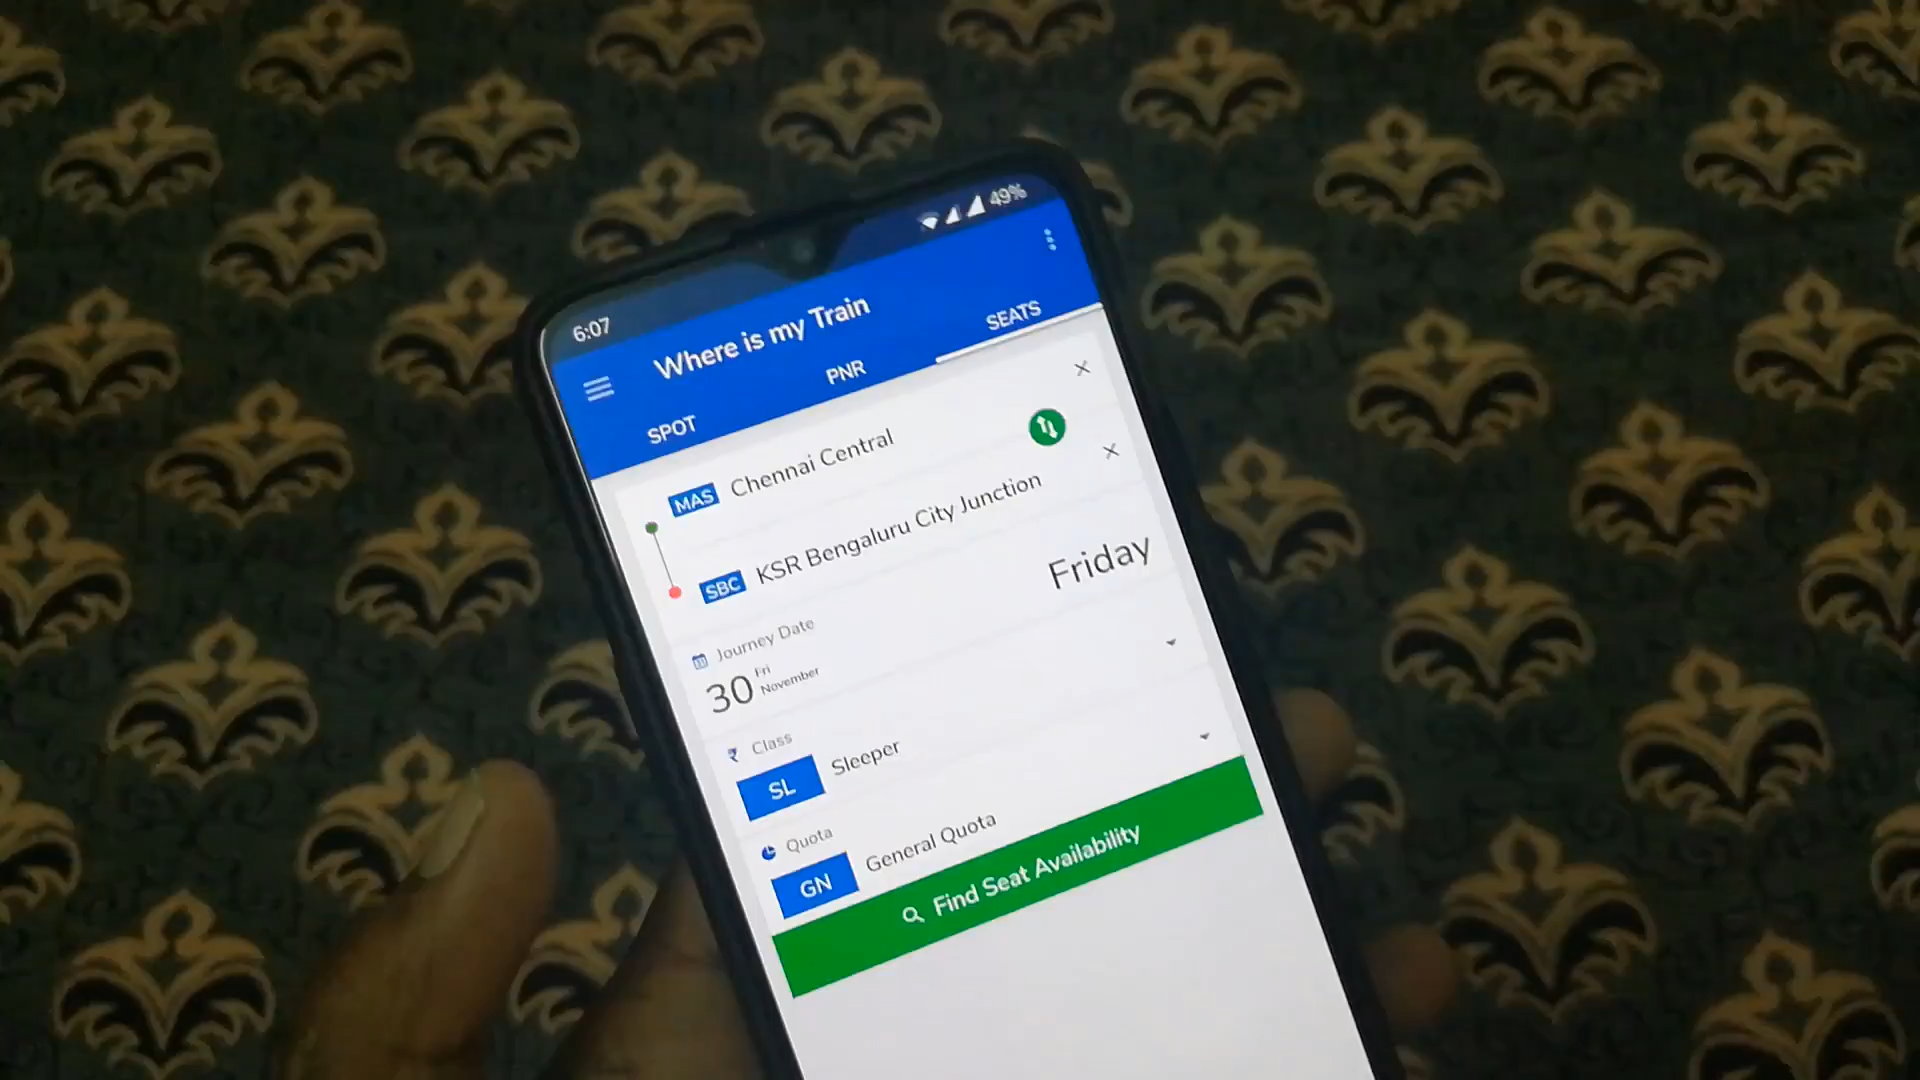 6:07
49%
Where is my Train
SPOT
PNR
SEATS
MAS Chennai Central
SBC KSR Bengaluru City Junction
Journey Date
30 Fri November
Friday
₹ Class
SL Sleeper
Quota
GN General Quota
Find Seat Availability